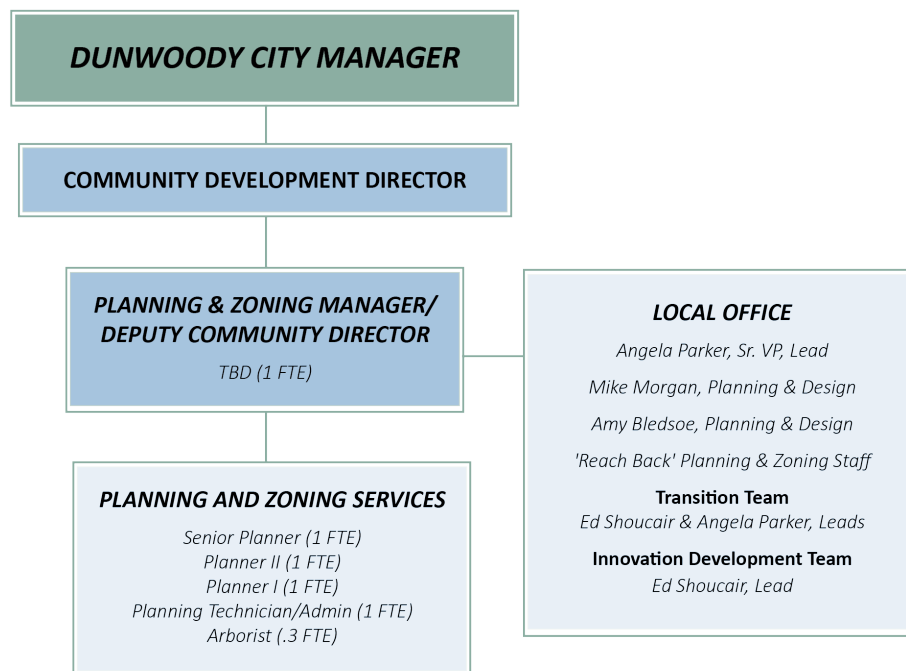 DUNWOODY CITY MANAGER
COMMUNITY DEVELOPMENT DIRECTOR
PLANNING & ZONING MANAGER/
DEPUTY COMMUNITY DIRECTOR
TBD (1 FTE)
PLANNING AND ZONING SERVICES
Senior Planner (1 FTE)
Planner II (1 FTE)
Planner I (1 FTE)
Planning Technician/Admin (1 FTE)
Arborist (.3 FTE)
LOCAL OFFICE
Angela Parker, Sr. VP, Lead
Mike Morgan, Planning & Design
Amy Bledsoe, Planning & Design
'Reach Back' Planning & Zoning Staff
Transition Team
Ed Shoucair & Angela Parker, Leads
Innovation Development Team
Ed Shoucair, Lead